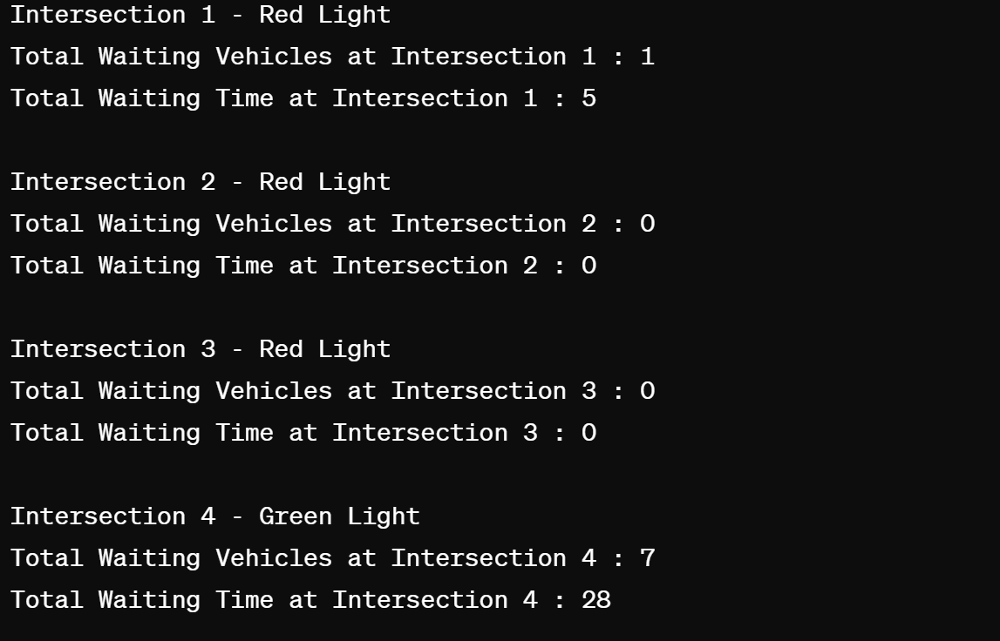 Intersection 1 - Red Light
Total Waiting Vehicles at Intersection 1 : 1
Total Waiting Time at Intersection 1 : 5
Intersection 2 - Red Light
Total Waiting Vehicles at Intersection 2 : 0
Total Waiting Time at Intersection 2 : 0
Intersection 3 - Red Light
Total Waiting Vehicles at Intersection 3 : 0
Total Waiting Time at Intersection 3 : 0
Intersection 4 - Green Light
Total Waiting Vehicles at Intersection 4 : 7
Total Waiting Time at Intersection 4 : 28